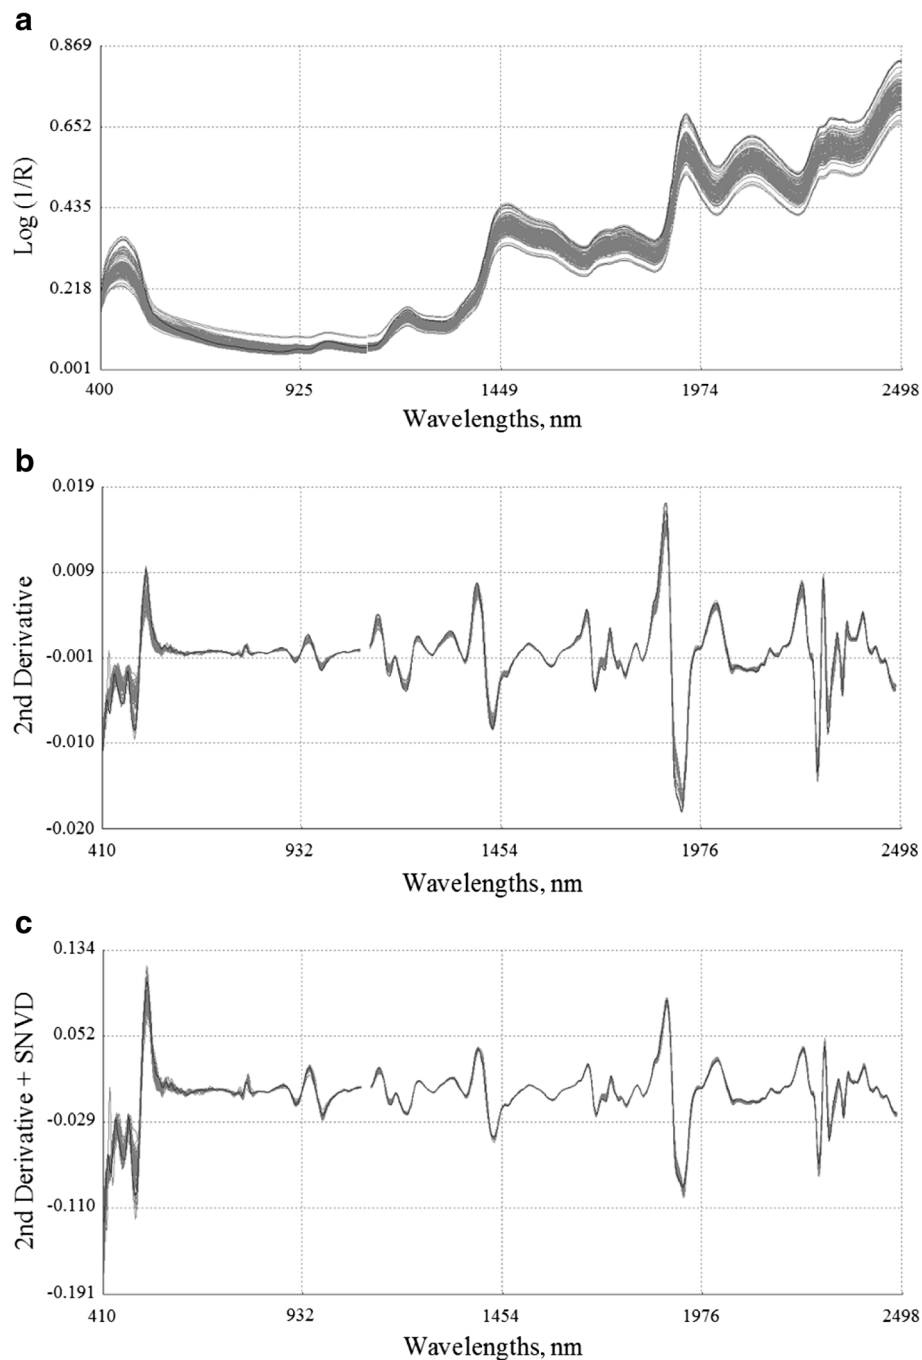 a
0.869
0.652
0.435
0.218
0.001
Log (1/R)
400 925 1449 1974 2498
Wavelengths, nm
b
0.019
0.009
-0.001
-0.010
-0.020
2nd Derivative
410 932 1454 1976 2498
Wavelengths, nm
c
0.134
0.052
-0.029
-0.110
-0.191
2nd Derivative + SNVD
410 932 1454 1976 2498
Wavelengths, nm